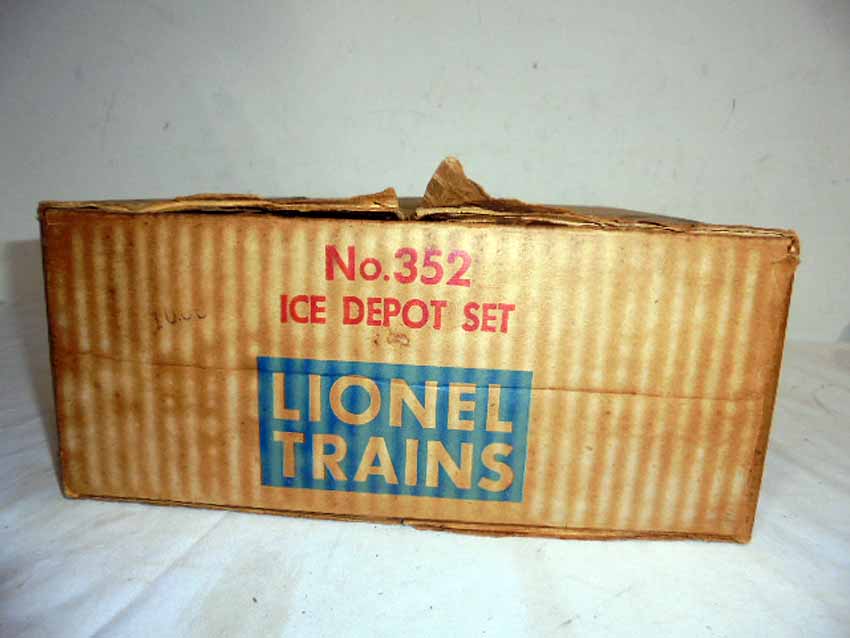 No. 352
ICE DEPOT SET
LIONEL
TRAINS